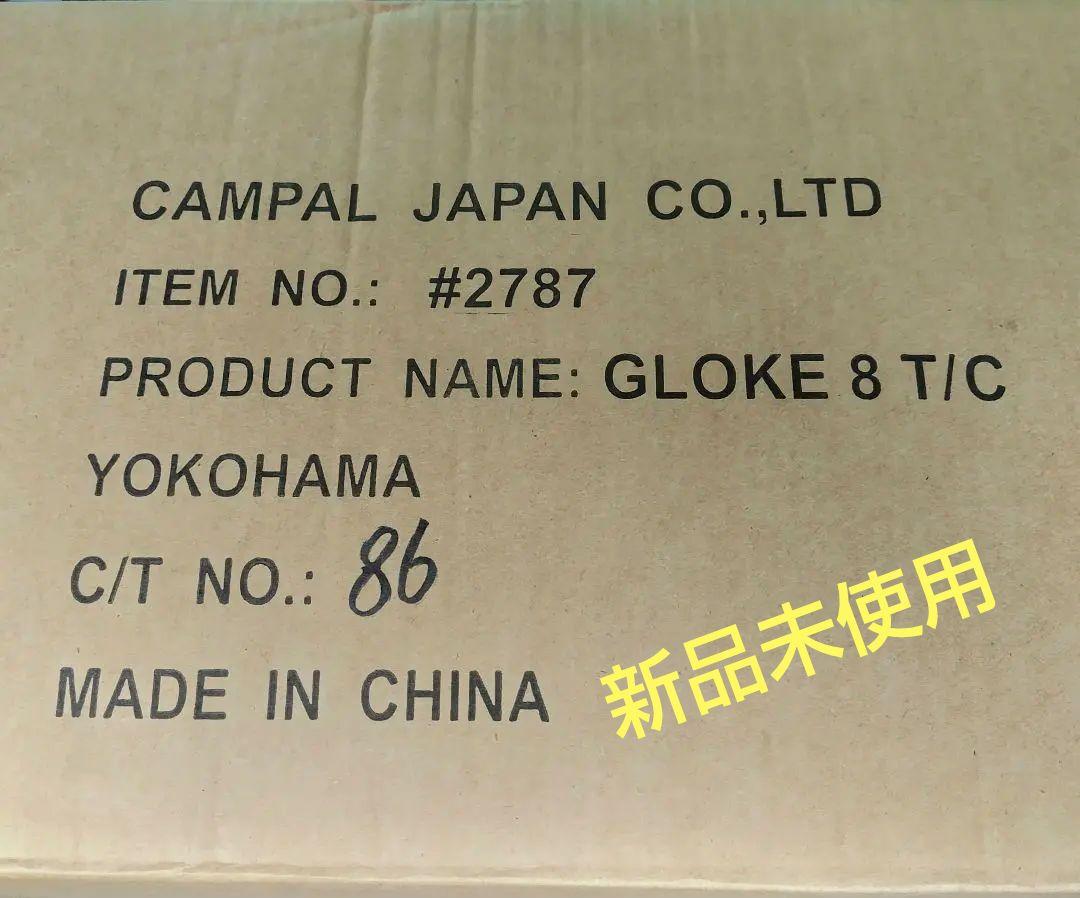 CAMPAL JAPAN CO.,LTD
ITEM NO.: #2787
PRODUCT NAME: GLOKE 8 T/C
YOKOHAMA
C/T NO.: 86
MADE IN CHINA
新品未使用